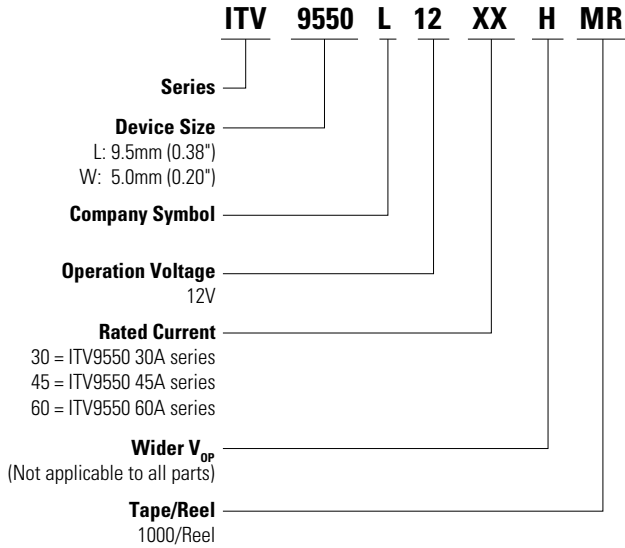 ITV 9550 L 12 XX H MR
Series
Device Size
L: 9.5mm (0.38")
W: 5.0mm (0.20")
Company Symbol
Operation Voltage
12V
Rated Current
30 = ITV9550 30A series
45 = ITV9550 45A series
60 = ITV9550 60A series
Wider VOP
(Not applicable to all parts)
Tape/Reel
1000/Reel